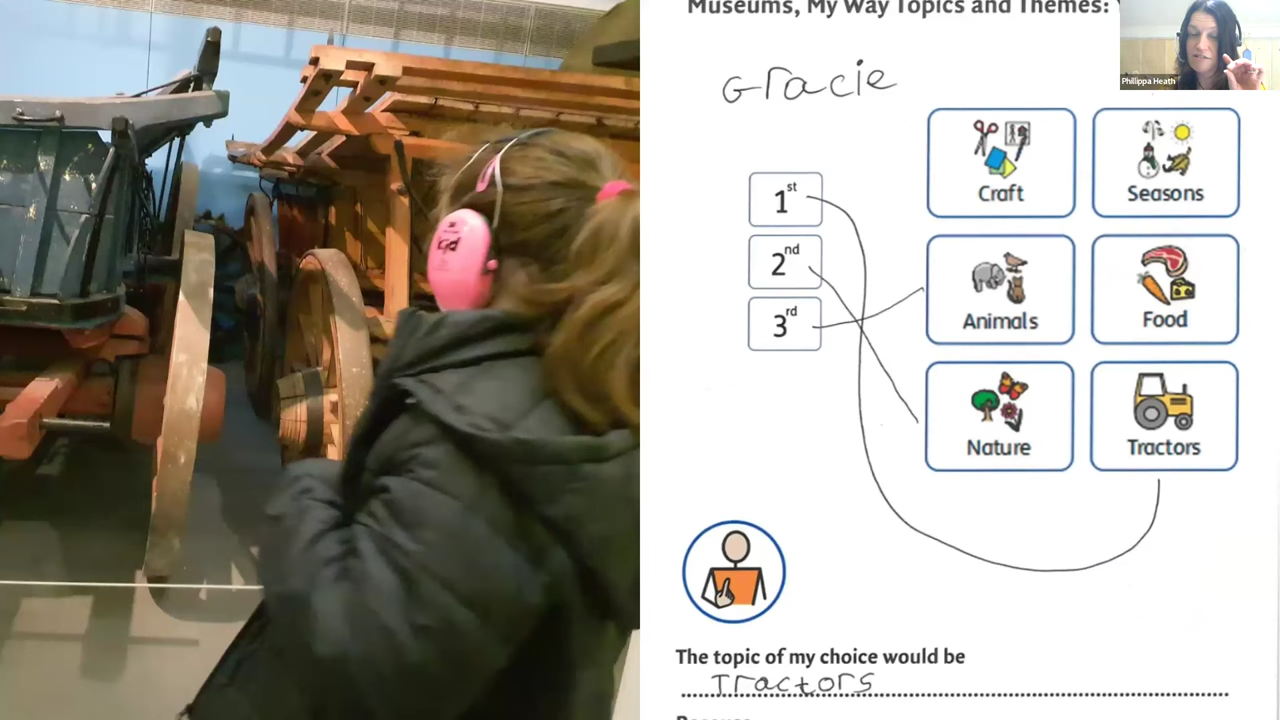 Museums, My Way Topics and Themes:
Philippa Heath
Gracie
1st
2nd
3rd
Craft
Seasons
Animals
Food
Nature
Tractors
The topic of my choice would be
Tractors